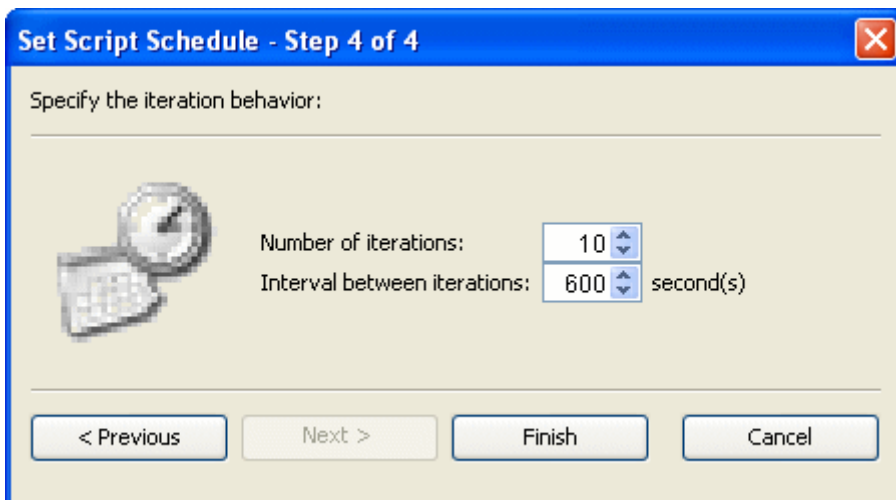 Set Script Schedule - Step 4 of 4
Specify the iteration behavior:
Number of iterations: 10
Interval between iterations: 600 second(s)
< Previous Next > Finish Cancel